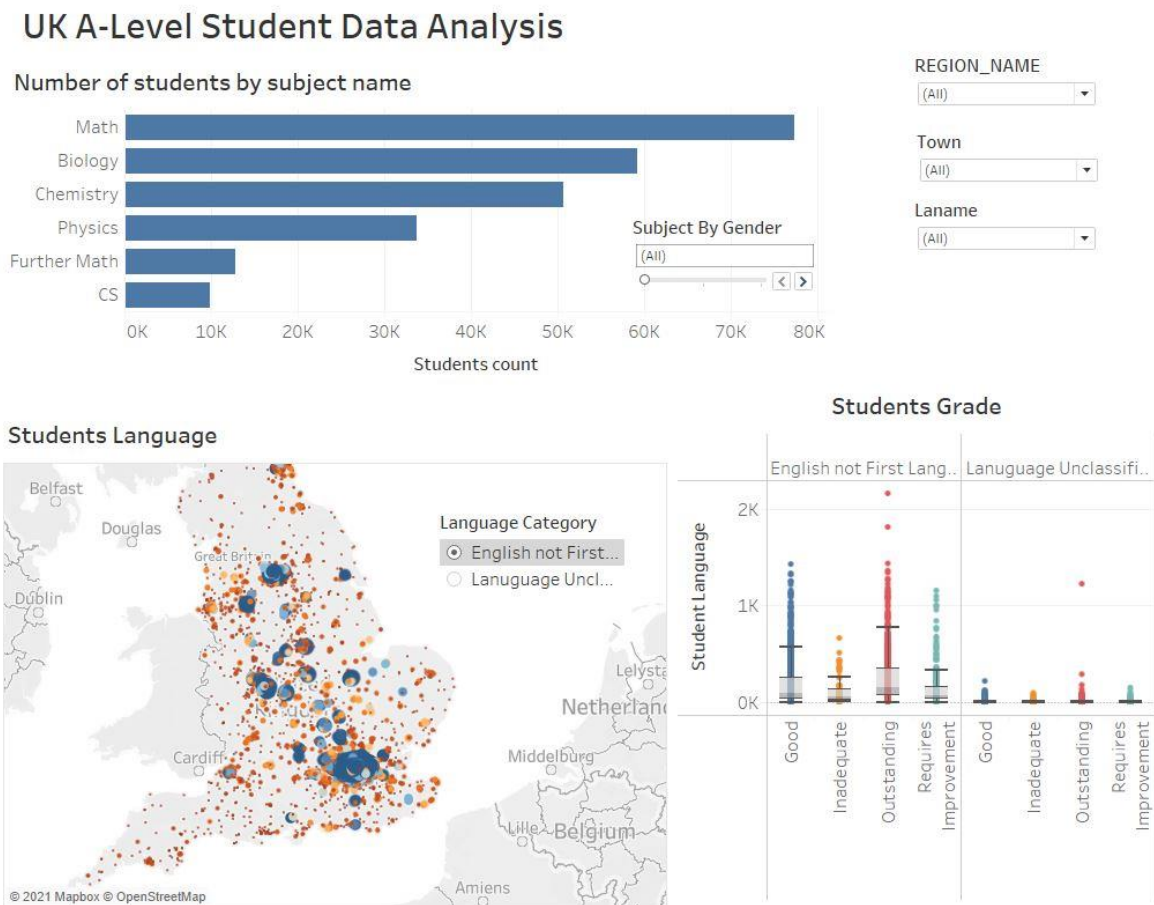 UK A-Level Student Data Analysis
Number of students by subject name
Math
Biology
Chemistry
Physics
Further Math
CS
0K 10K 20K 30K 40K 50K 60K 70K 80K
Students count
Subject By Gender
(All)
REGION_NAME
(All)
Town
(All)
Laname
(All)
Students Language
Belfast
Douglas
Great Britain
Dublin
Cardiff
Lelysta
Netherland
Middelburg
Lille
Belgium
Amiens
Language Category
English not First...
Lanuguage Uncl...
© 2021 Mapbox © OpenStreetMap
Students Grade
English not First Lang..
Lanuguage Unclassifi..
Student Language
2K
1K
0K
Good
Inadequate
Outstanding
Requires
Improvement
Good
Inadequate
Outstanding
Requires
Improvement